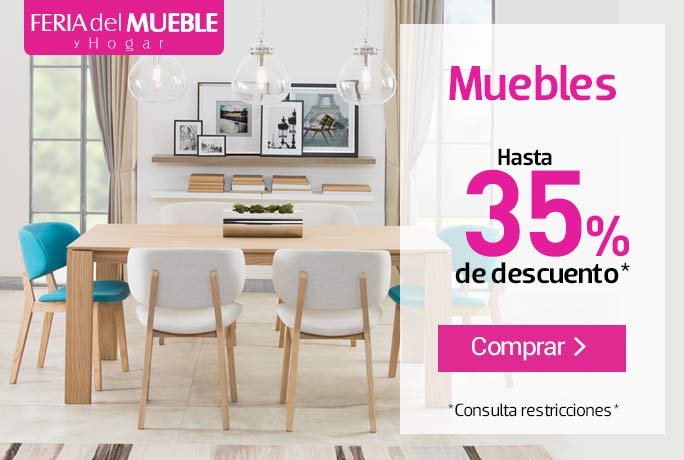 FERIA del MUEBLE
y Hogar
Muebles
Hasta
35%
de descuento*
Comprar >
*Consulta restricciones*